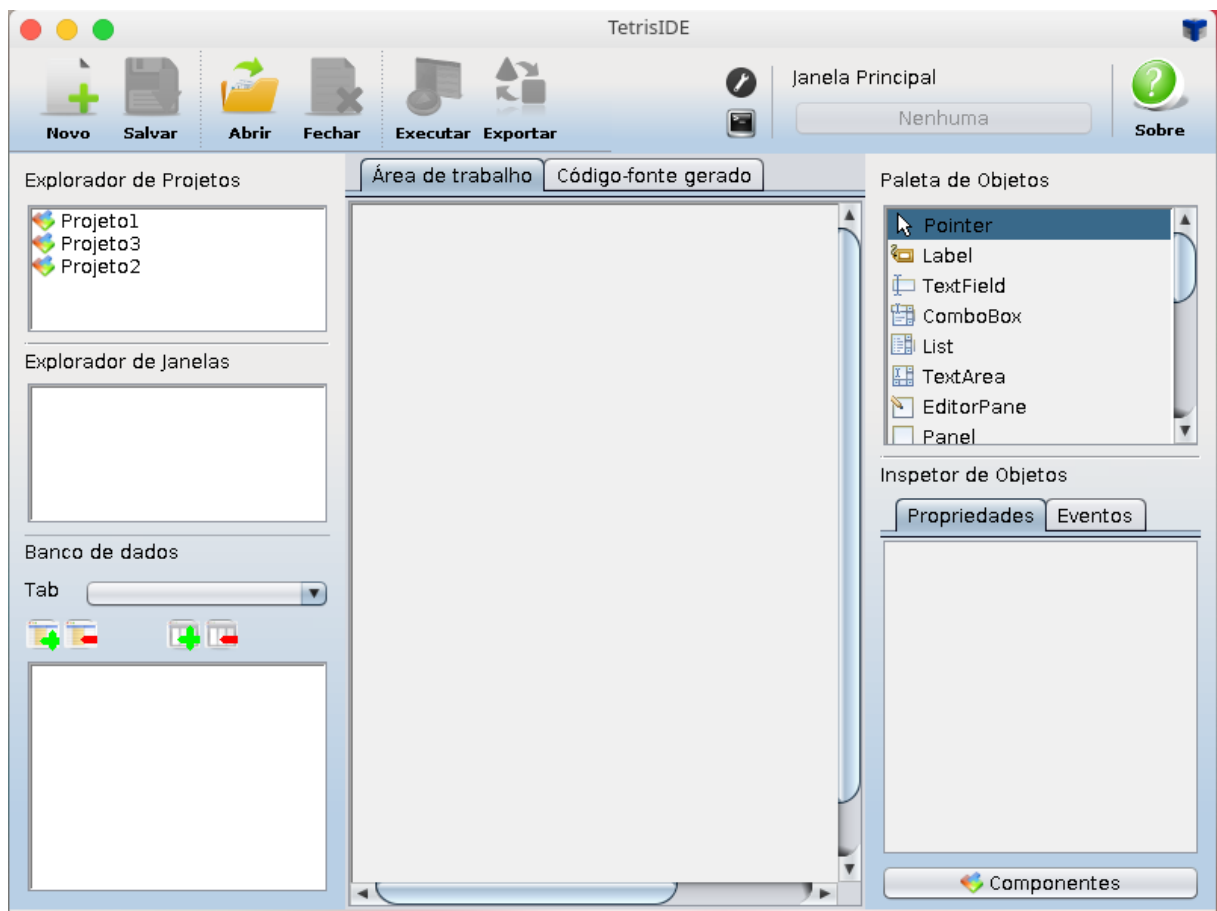 TetrisIDE
Novo Salvar Abrir Fechar Executar Exportar
Janela Principal
Nenhuma
Sobre
Explorador de Projetos
Projeto1
Projeto3
Projeto2
Explorador de Janelas
Banco de dados
Tab
Área de trabalho Código-fonte gerado
Paleta de Objetos
Pointer
Label
TextField
ComboBox
List
TextArea
EditorPane
Panel
Inspetor de Objetos
Propriedades Eventos
Componentes